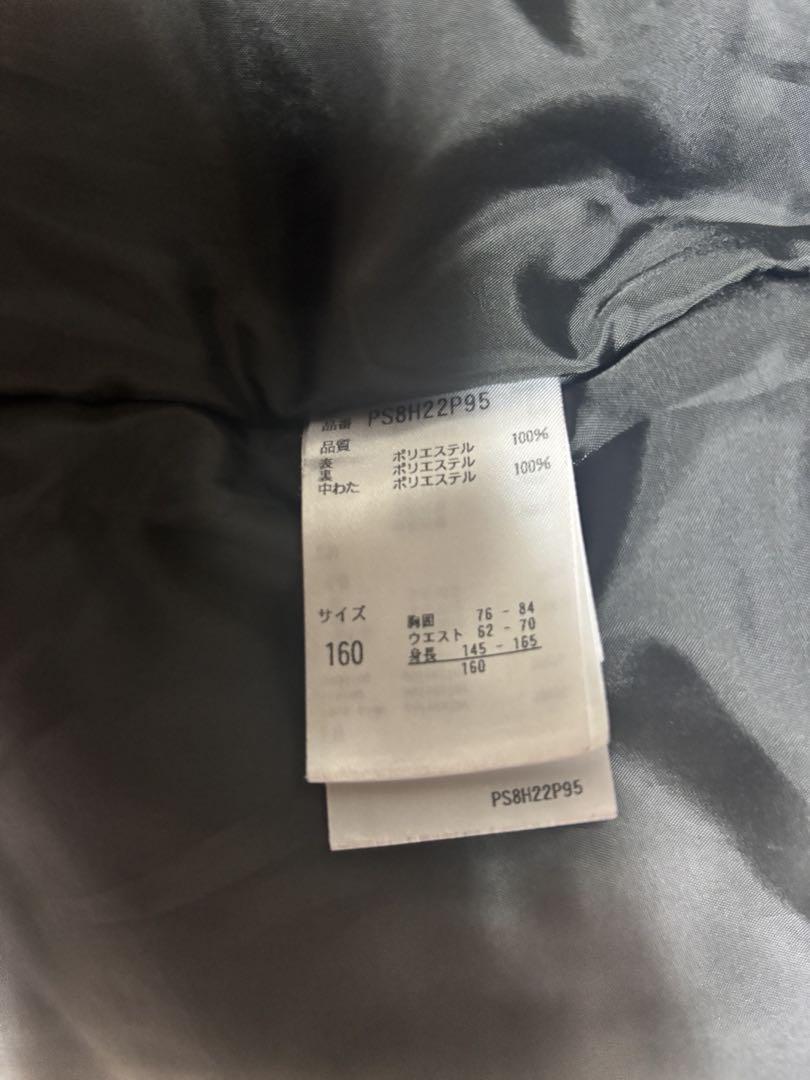 品番 PS8H22P95
品質
表 ポリエステル 100%
裏 ポリエステル
中わた ポリエステル 100%
サイズ
160
胸囲 76 - 84
ウエスト 62 - 70
身長 145 - 165
160
PS8H22P95